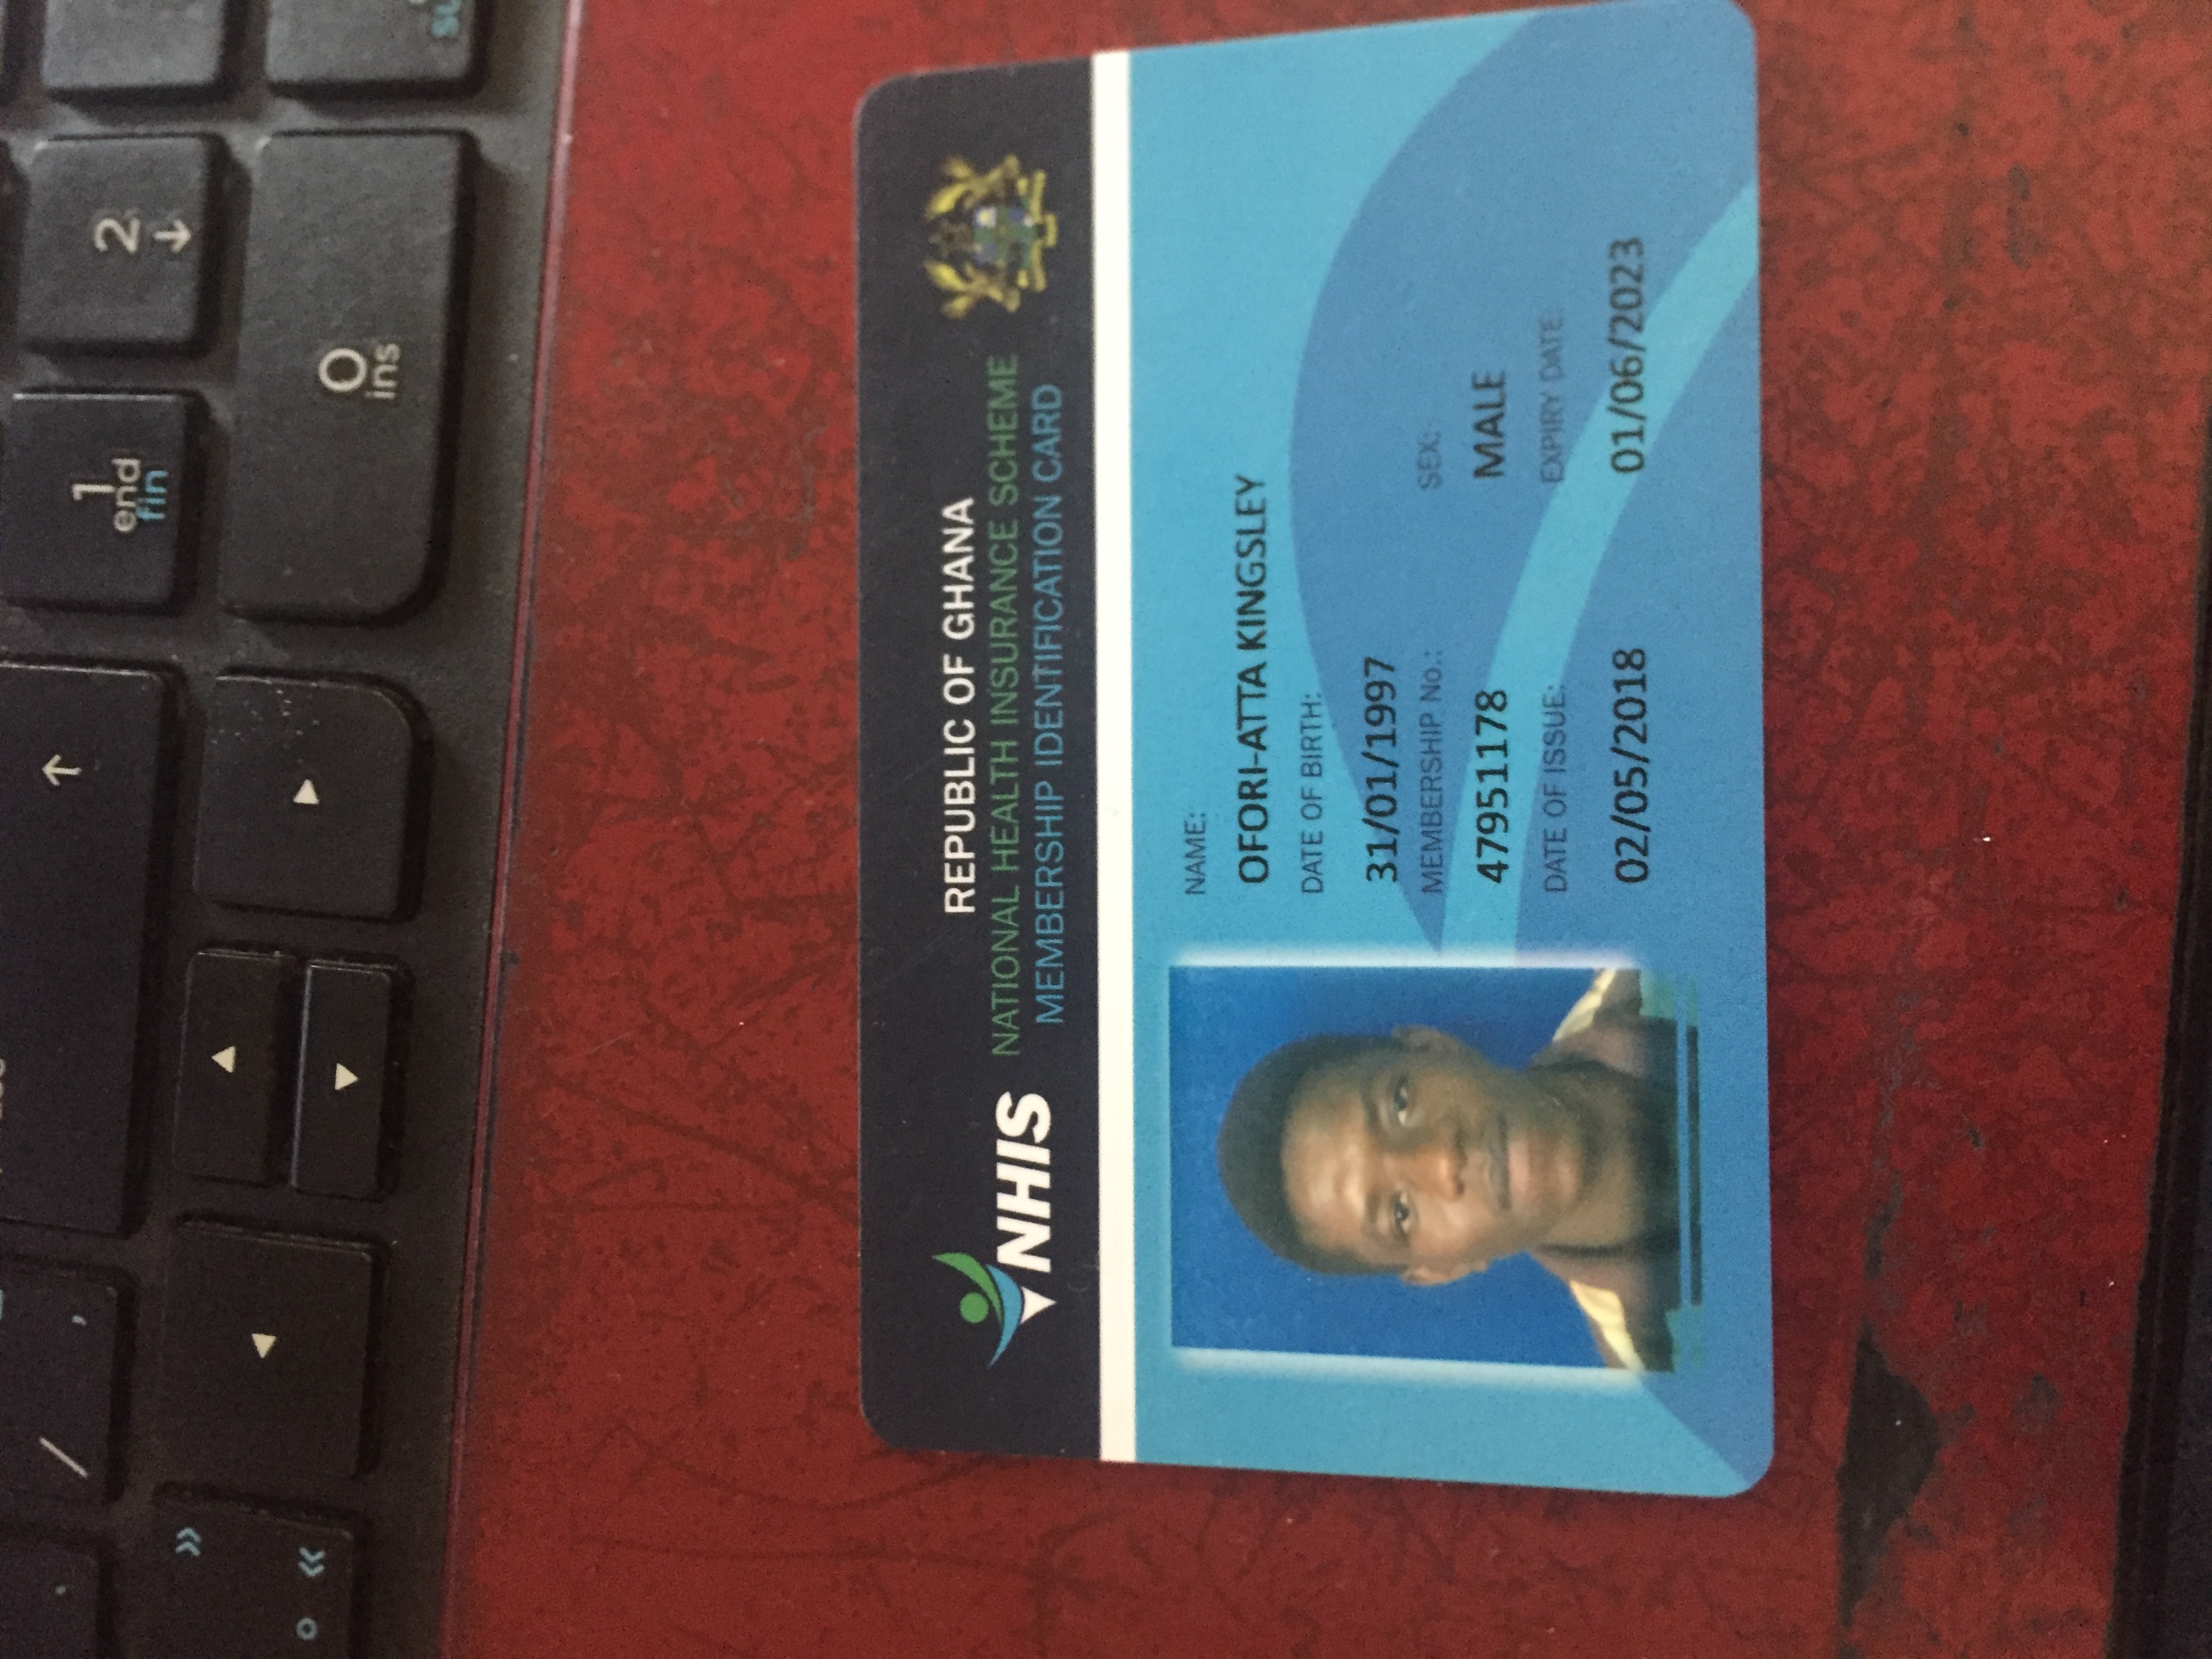 / ,
↑
1
end
fin
2
↓
»
° «
◄
▲
▼
►
0
ins
NHIS
REPUBLIC OF GHANA
NATIONAL HEALTH INSURANCE SCHEME
MEMBERSHIP IDENTIFICATION CARD
NAME:
OFORI-ATTA KINGSLEY
DATE OF BIRTH:
31/01/1997
MEMBERSHIP No.: SEX:
47951178 MALE
DATE OF ISSUE: EXPIRY DATE:
02/05/2018 01/06/2023